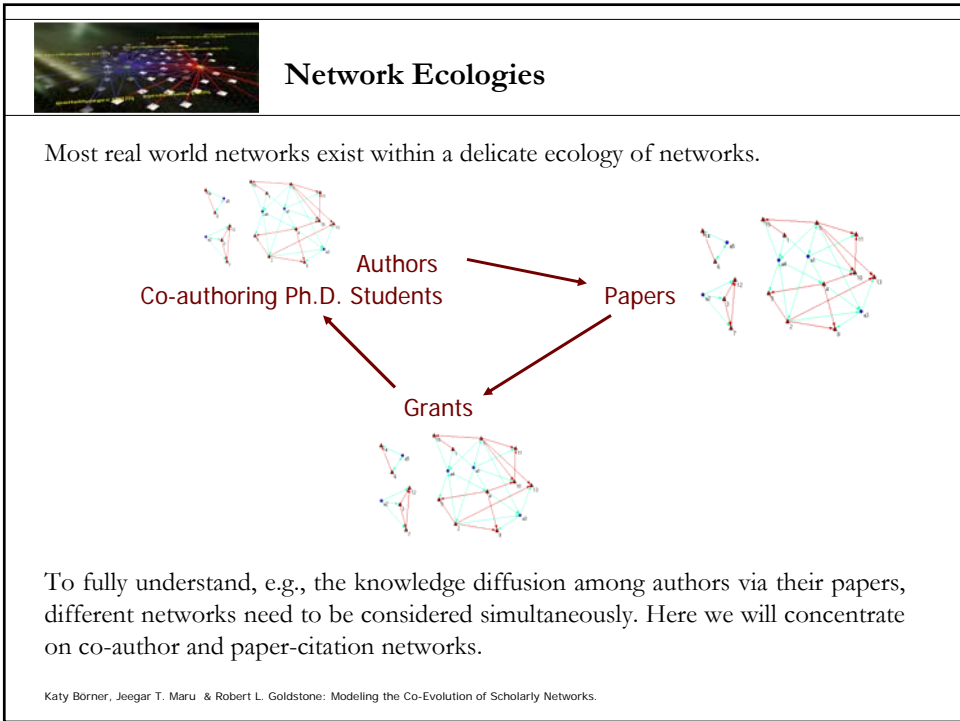 Network Ecologies
Most real world networks exist within a delicate ecology of networks.
Authors
Co-authoring Ph.D. Students
Papers
Grants
To fully understand, e.g., the knowledge diffusion among authors via their papers,
different networks need to be considered simultaneously. Here we will concentrate
on co-author and paper-citation networks.
Katy Börner, Jeegar T. Maru & Robert L. Goldstone: Modeling the Co-Evolution of Scholarly Networks.